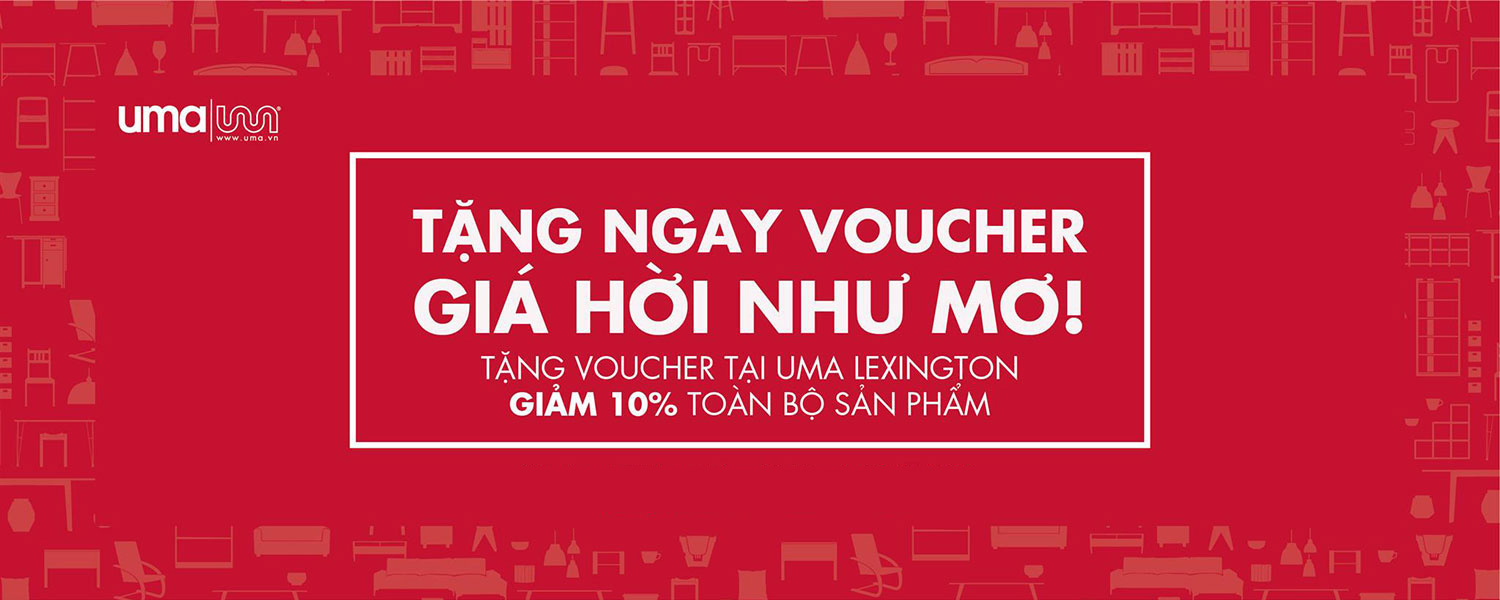 uma
www.uma.vn
TẶNG NGAY VOUCHER
GIÁ HỜI NHƯ MƠ!
TẶNG VOUCHER TẠI UMA LEXINGTON
GIẢM 10% TOÀN BỘ SẢN PHẨM